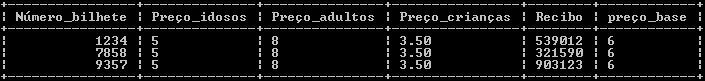 Número_bilhete ¦ Preço_idosos ¦ Preço_adultos ¦ Preço_crianças ¦ Recibo ¦ preço_base
1234 ¦ 5 ¦ 8 ¦ 3.50 ¦ 539012 ¦ 6
7858 ¦ 5 ¦ 8 ¦ 3.50 ¦ 321590 ¦ 6
9357 ¦ 5 ¦ 8 ¦ 3.50 ¦ 903123 ¦ 6